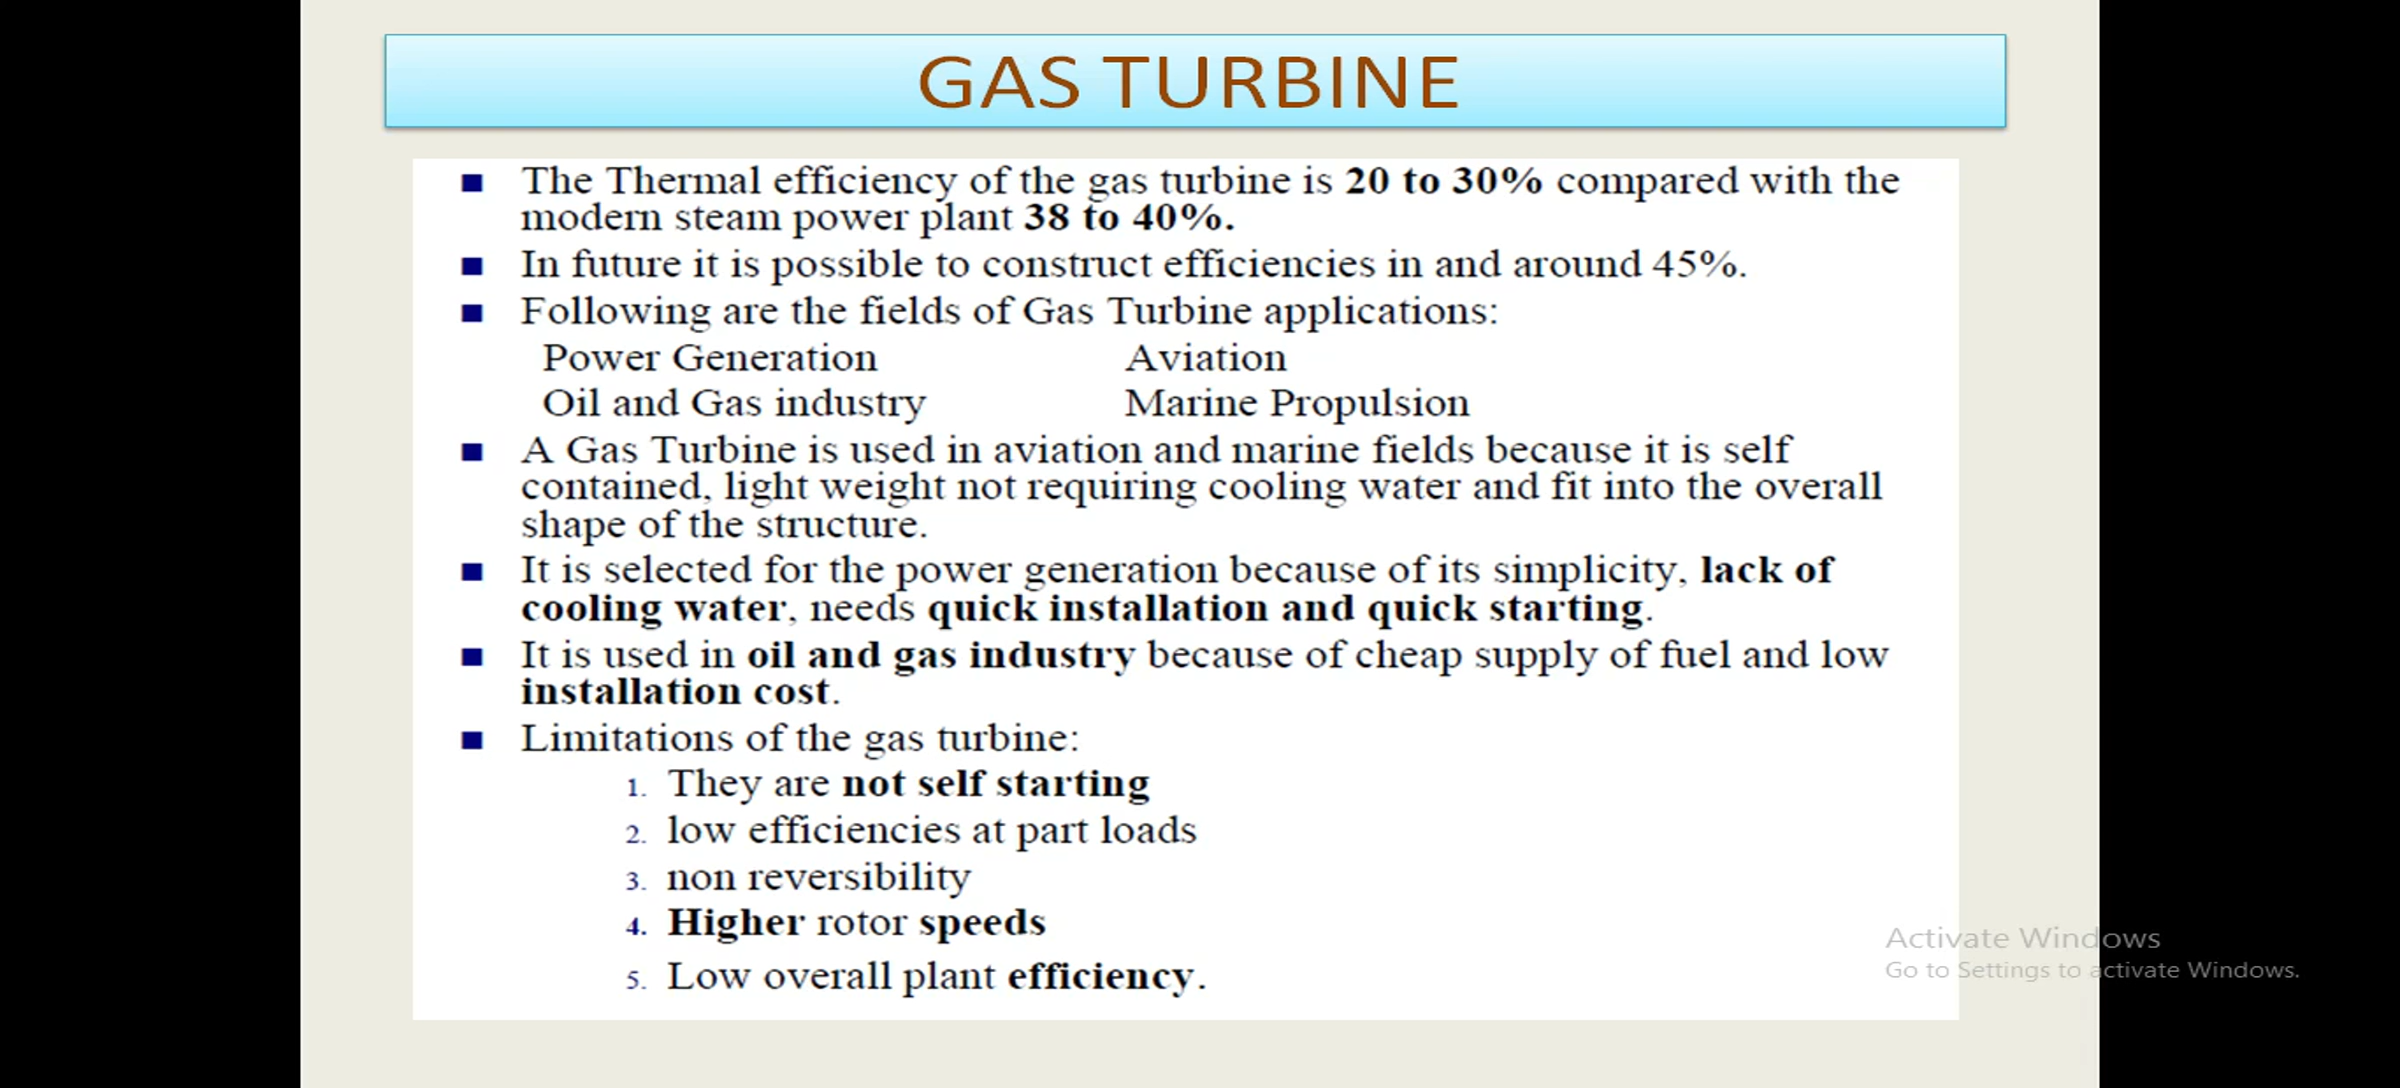 GAS TURBINE
■ The Thermal efficiency of the gas turbine is 20 to 30% compared with the
modern steam power plant 38 to 40%.
■ In future it is possible to construct efficiencies in and around 45%.
■ Following are the fields of Gas Turbine applications:
Power Generation Aviation
Oil and Gas industry Marine Propulsion
■ A Gas Turbine is used in aviation and marine fields because it is self
contained, light weight not requiring cooling water and fit into the overall
shape of the structure.
■ It is selected for the power generation because of its simplicity, lack of
cooling water, needs quick installation and quick starting.
■ It is used in oil and gas industry because of cheap supply of fuel and low
installation cost.
■ Limitations of the gas turbine:
1. They are not self starting
2. low efficiencies at part loads
3. non reversibility
4. Higher rotor speeds
5. Low overall plant efficiency.
Activate Windows
Go to Settings to activate Windows.